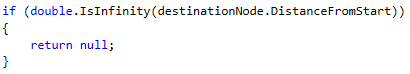 if (double.IsInfinity(destinationNode.DistanceFromStart))
{
    return null;
}